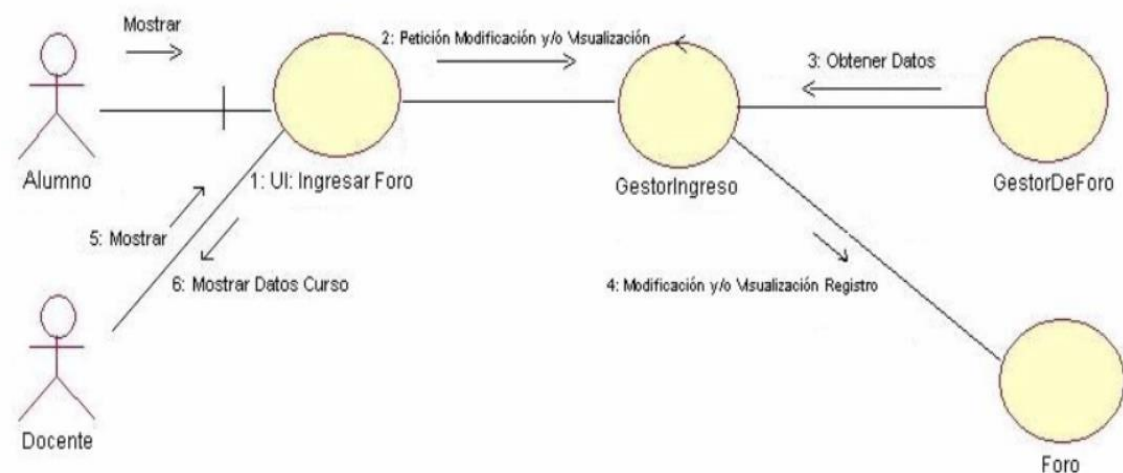 Mostrar
2: Petición Modificación y/o Visualización
3: Obtener Datos
Alumno
1: UI: Ingresar Foro
GestorIngreso
GestorDeForo
5: Mostrar
6: Mostrar Datos Curso
4: Modificación y/o Visualización Registro
Docente
Foro